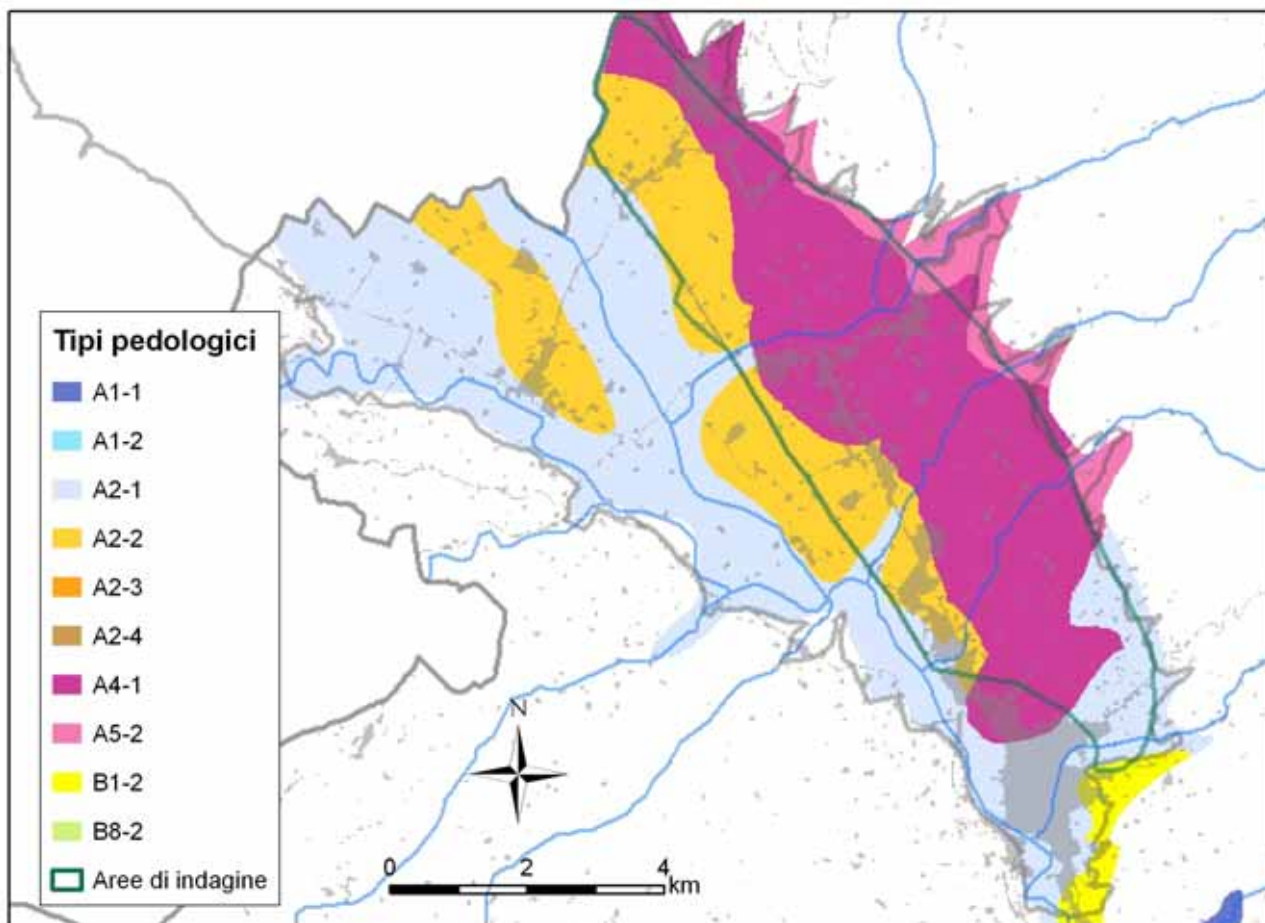 Tipi pedologici
A1-1
A1-2
A2-1
A2-2
A2-3
A2-4
A4-1
A5-2
B1-2
B8-2
Aree di indagine
N
0 2 4
km